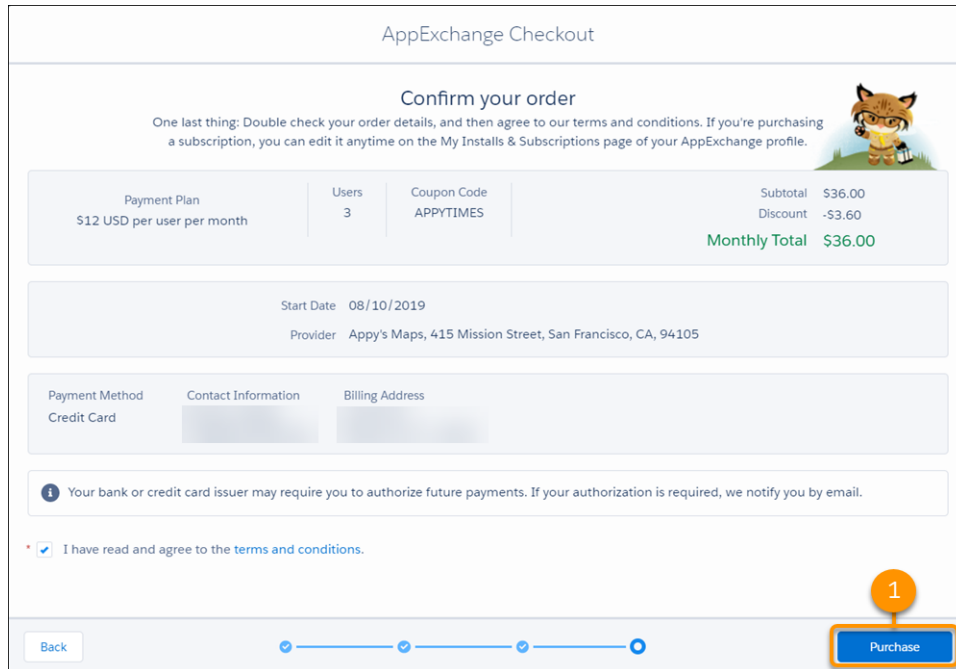 AppExchange Checkout
Confirm your order
One last thing: Double check your order details, and then agree to our terms and conditions. If you're purchasing
a subscription, you can edit it anytime on the My Installs & Subscriptions page of your AppExchange profile.
Payment Plan
$12 USD per user per month
Users
3
Coupon Code
APPYTIMES
Subtotal $36.00
Discount -$3.60
Monthly Total $36.00
Start Date 08/10/2019
Provider Appy's Maps, 415 Mission Street, San Francisco, CA, 94105
Payment Method
Credit Card
Contact Information
Billing Address
Your bank or credit card issuer may require you to authorize future payments. If your authorization is required, we notify you by email.
* I have read and agree to the terms and conditions.
1
Back
Purchase